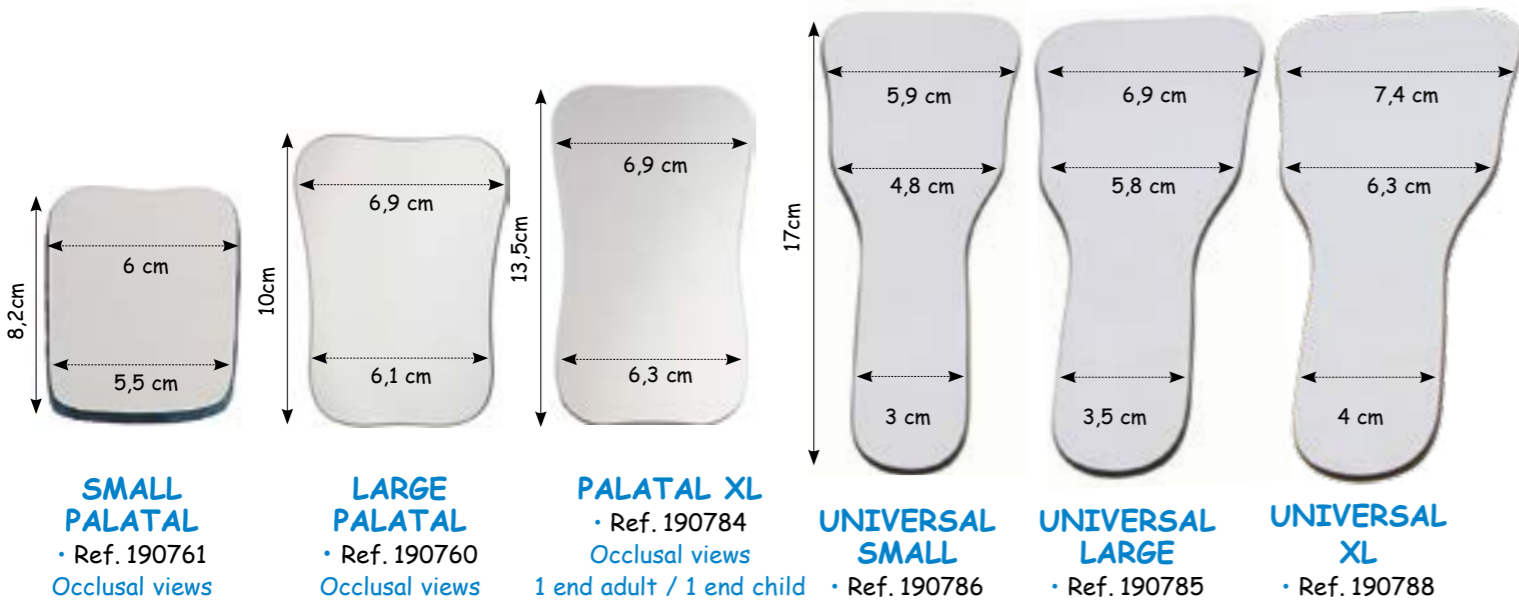 8,2cm
6 cm
5,5 cm
SMALL
PALATAL
• Ref. 190761
Occlusal views
10cm
6,9 cm
6,1 cm
LARGE
PALATAL
• Ref. 190760
Occlusal views
13,5cm
6,9 cm
6,3 cm
PALATAL XL
• Ref. 190784
Occlusal views
1 end adult / 1 end child
17cm
5,9 cm
4,8 cm
3 cm
UNIVERSAL
SMALL
• Ref. 190786
6,9 cm
5,8 cm
3,5 cm
UNIVERSAL
LARGE
• Ref. 190785
7,4 cm
6,3 cm
4 cm
UNIVERSAL
XL
• Ref. 190788